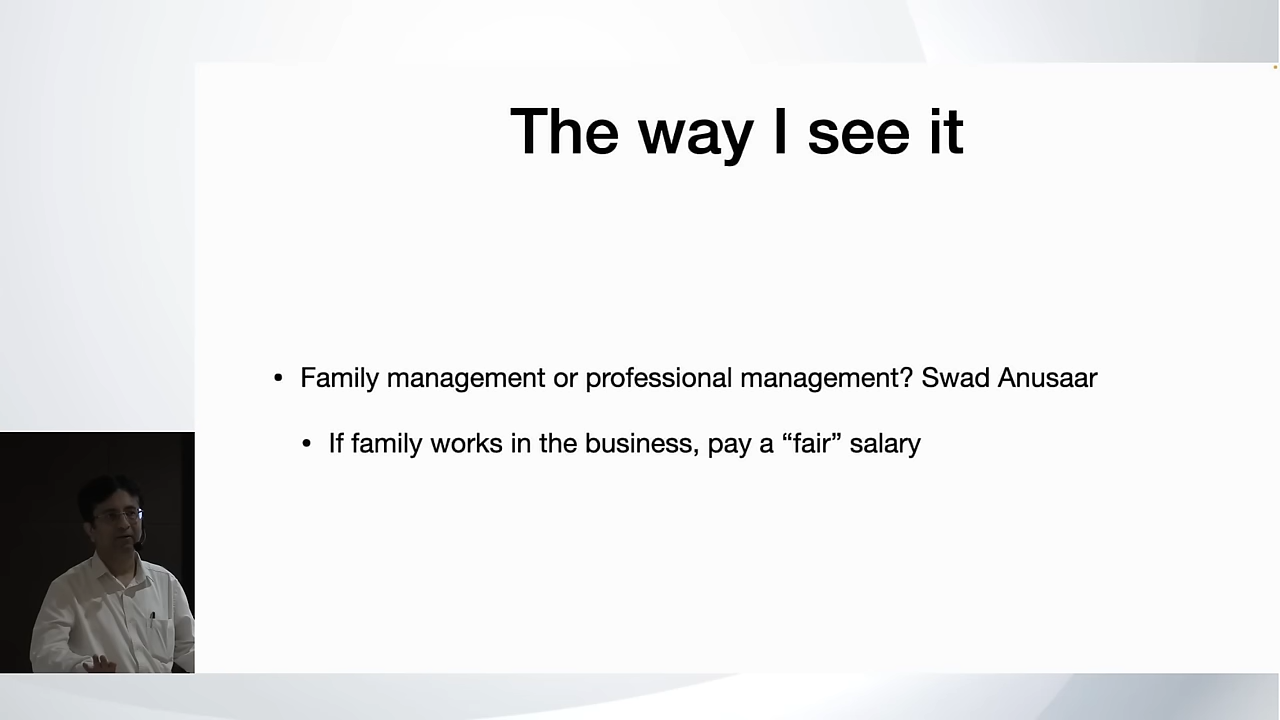 The way I see it
• Family management or professional management? Swad Anusaar
• If family works in the business, pay a “fair” salary